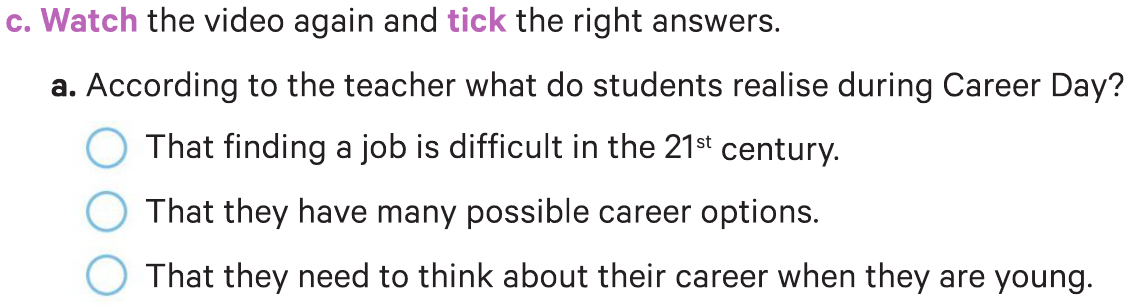 c. Watch the video again and tick the right answers.
a. According to the teacher what do students realise during Career Day?
That finding a job is difficult in the 21st century.
That they have many possible career options.
That they need to think about their career when they are young.